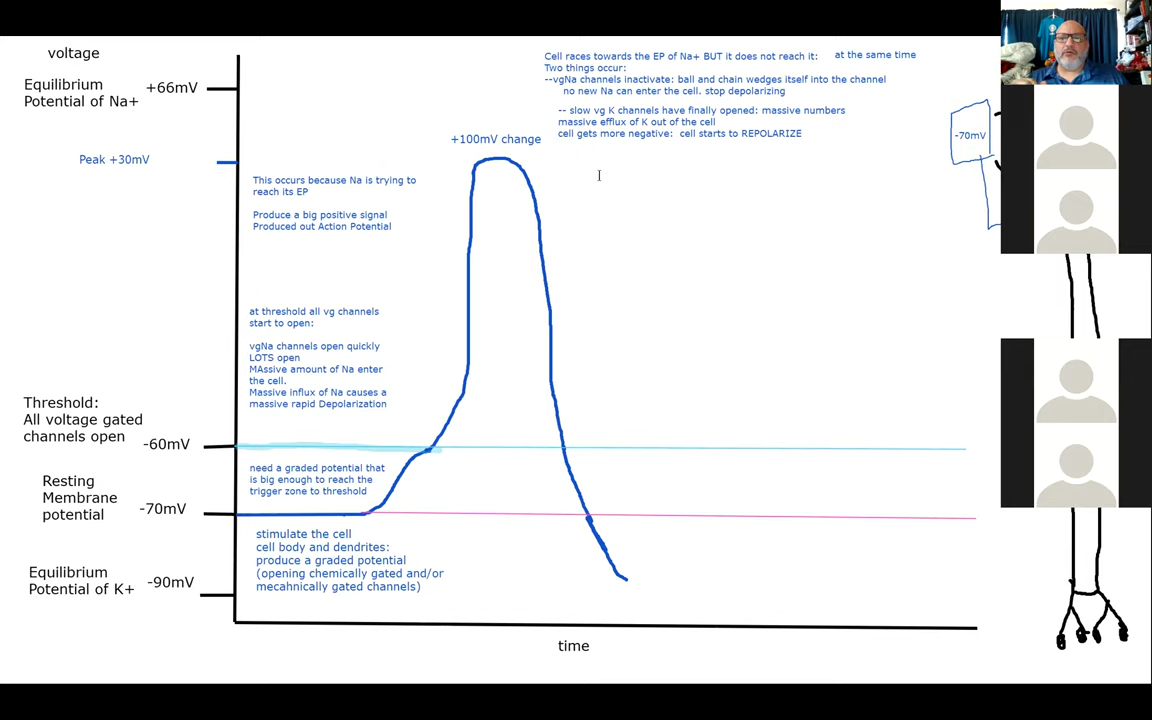 voltage
Equilibrium
Potential of Na+
+66mV
Peak +30mV
Cell races towards the EP of Na+ BUT it does not reach it: at the same time
Two things occur:
--vgNa channels inactivate: ball and chain wedges itself into the channel
no new Na can enter the cell. stop depolarizing
-- slow vg K channels have finally opened: massive numbers
massive efflux of K out of the cell
cell gets more negative: cell starts to REPOLARIZE
+100mV change
-70mV
This occurs because Na is trying to
reach its EP
Produce a big positive signal
Produced out Action Potential
at threshold all vg channels
start to open:
vgNa channels open quickly
LOTS open
MAssive amount of Na enter
the cell.
Massive influx of Na causes a
massive rapid Depolarization
Threshold:
All voltage gated
channels open
-60mV
need a graded potential that
is big enough to reach the
trigger zone to threshold
Resting
Membrane
potential
-70mV
stimulate the cell
cell body and dendrites:
produce a graded potential
(opening chemically gated and/or
mecahnically gated channels)
Equilibrium
Potential of K+
-90mV
time